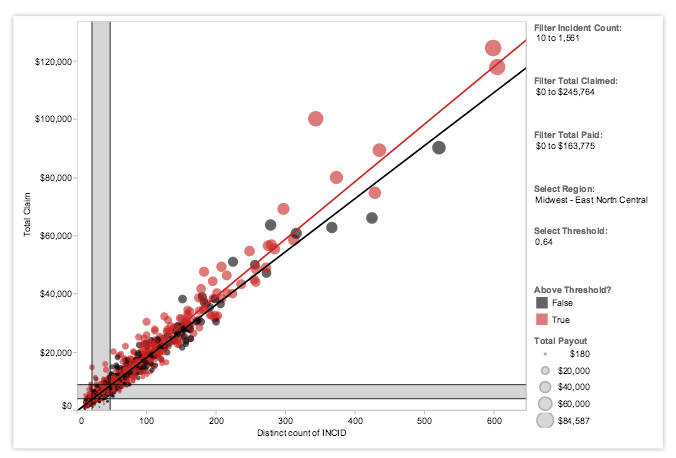 $120,000
$100,000
$80,000
$60,000
$40,000
$20,000
$0
Total Claim
0 100 200 300 400 500 600
Distinct count of INCID
Filter Incident Count:
10 to 1,561
Filter Total Claimed:
$0 to $245,764
Filter Total Paid:
$0 to $163,775
Select Region:
Midwest - East North Central
Select Threshold:
0.64
Above Threshold?
False
True
Total Payout
$180
$20,000
$40,000
$60,000
$84,587